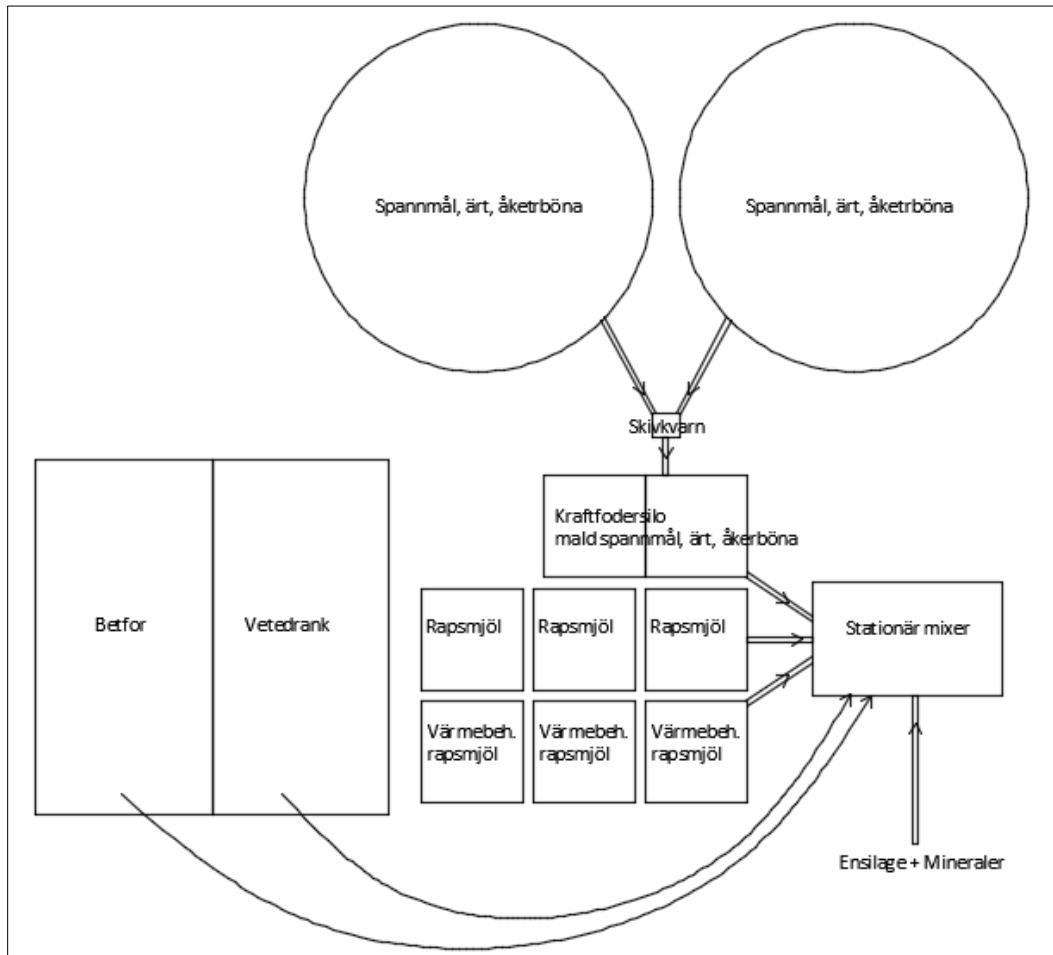 Spannmål, ärt, åketrböna
Spannmål, ärt, åketrböna
Skivkvarn
Kraftfodersilo
mald spannmål, ärt, åkerböna
Betfor
Vetedrank
Rapsmjöl
Rapsmjöl
Rapsmjöl
Stationär mixer
Värmebeh.
rapsmjöl
Värmebeh.
rapsmjöl
Värmebeh.
rapsmjöl
Ensilage + Mineraler